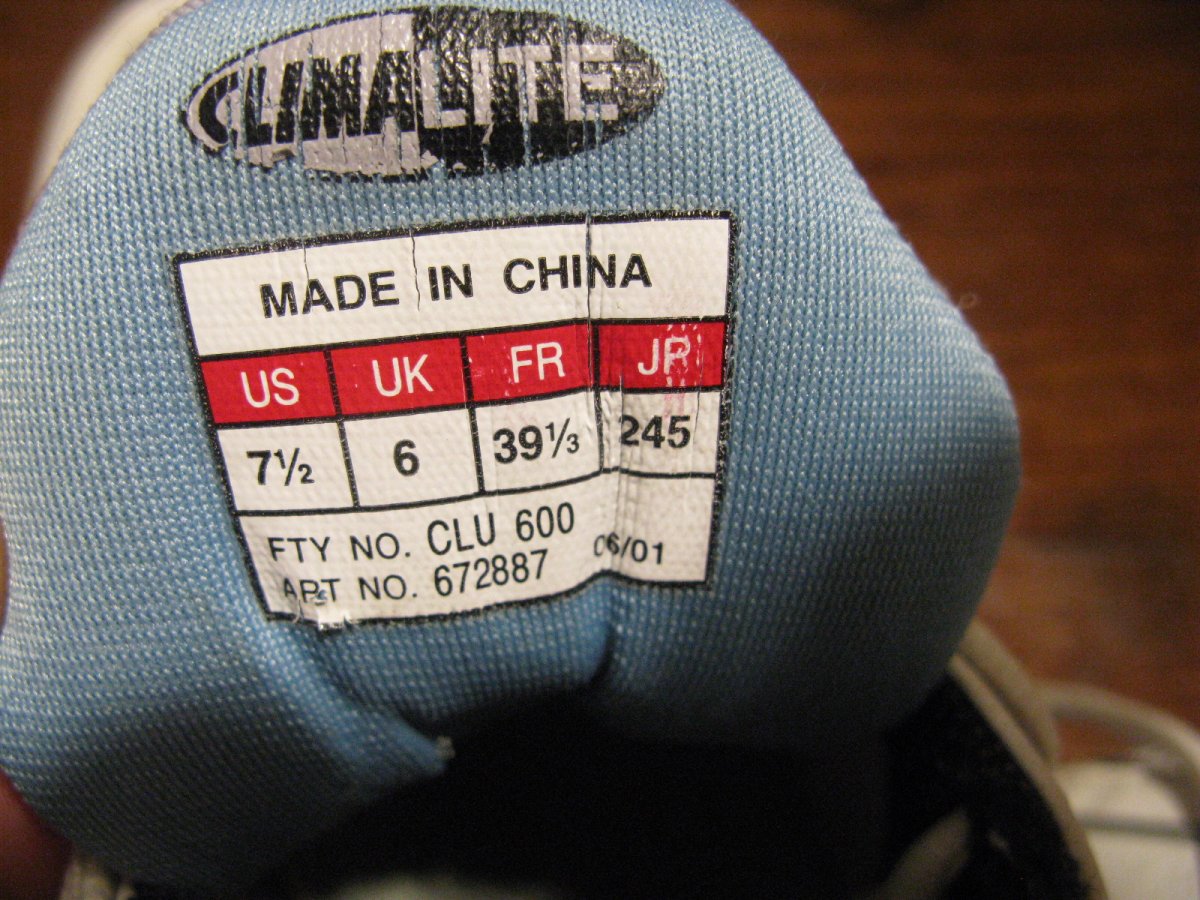 CLIMALITE
MADE IN CHINA
US UK FR JP
7½ 6 39⅓ 245
FTY NO. CLU 600
ART NO. 672887 06/01